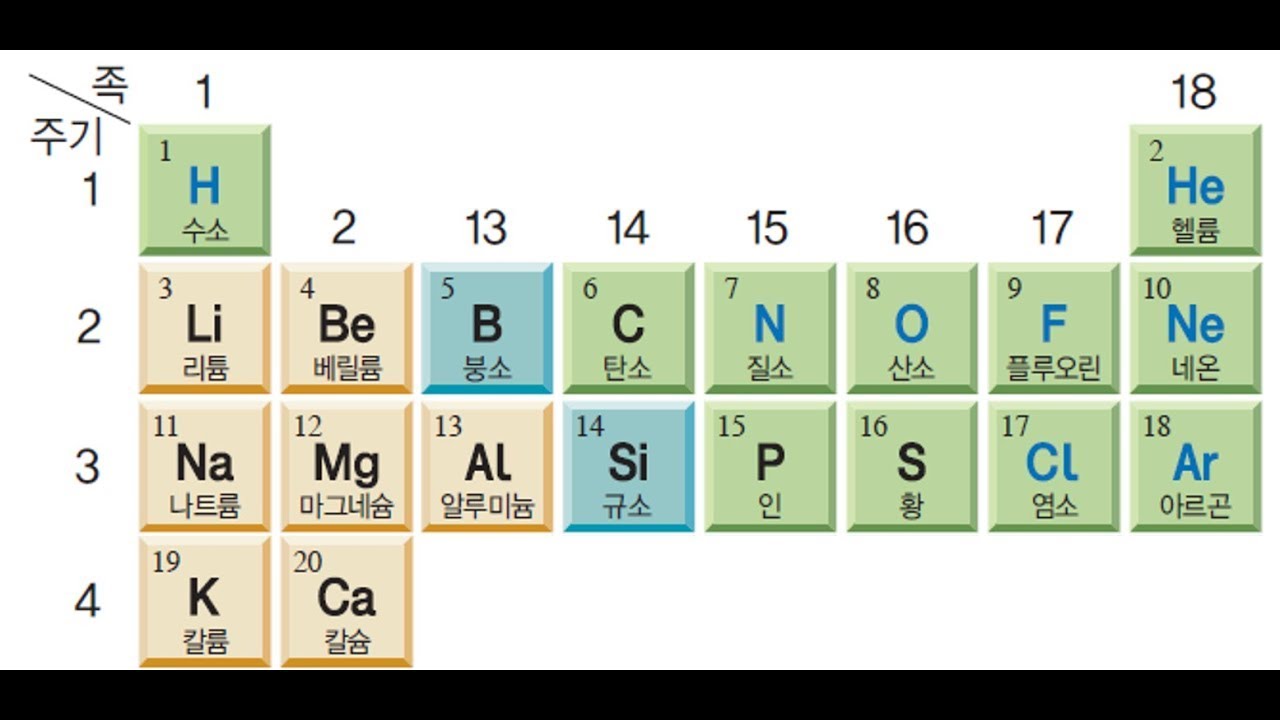 족 1 18
주기
1
1 2
H He
수소 헬륨
2 13 14 15 16 17
2
3 4 5 6 7 8 9 10
Li Be B C N O F Ne
리튬 베릴륨 붕소 탄소 질소 산소 플루오린 네온
3
11 12 13 14 15 16 17 18
Na Mg Al Si P S Cl Ar
나트륨 마그네슘 알루미늄 규소 인 황 염소 아르곤
4
19 20
K Ca
칼륨 칼슘